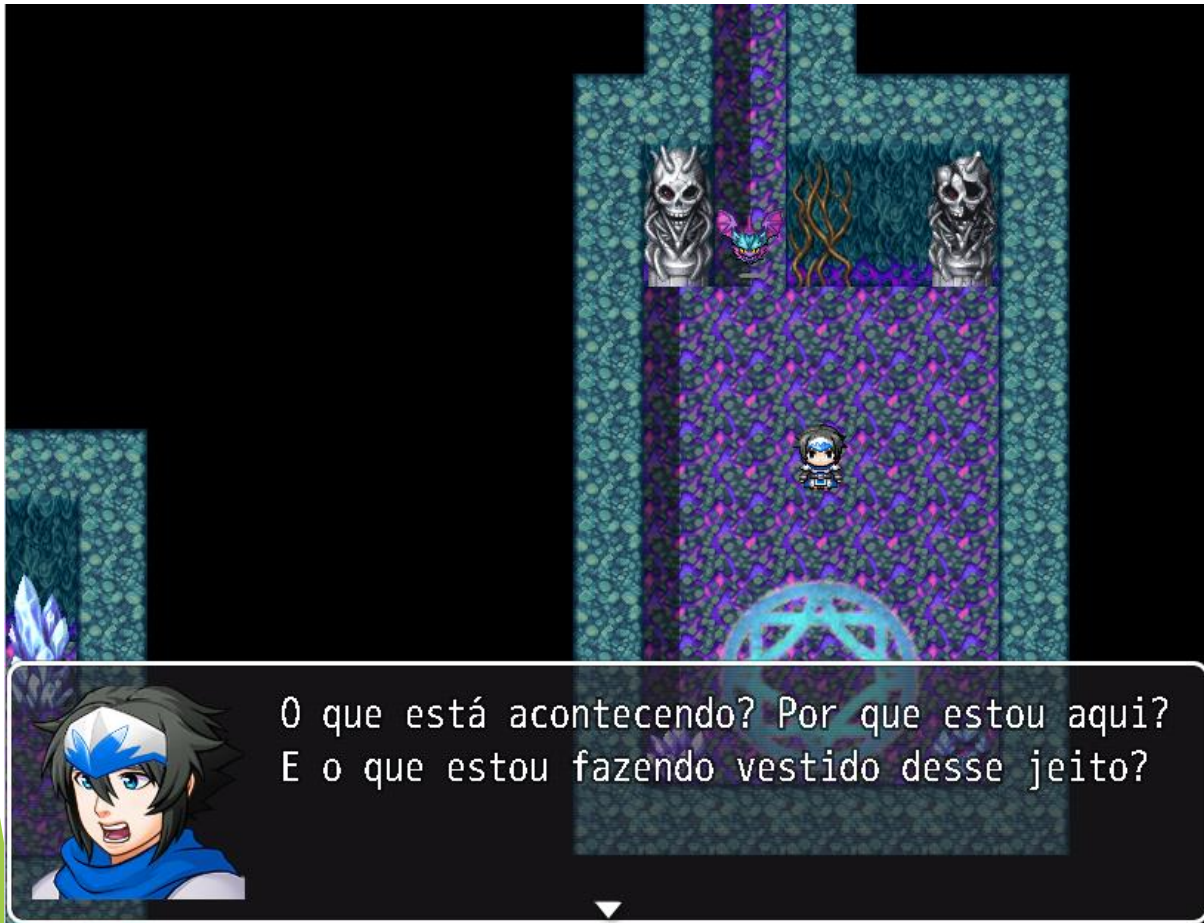 O que está acontecendo? Por que estou aqui?
E o que estou fazendo vestido desse jeito?